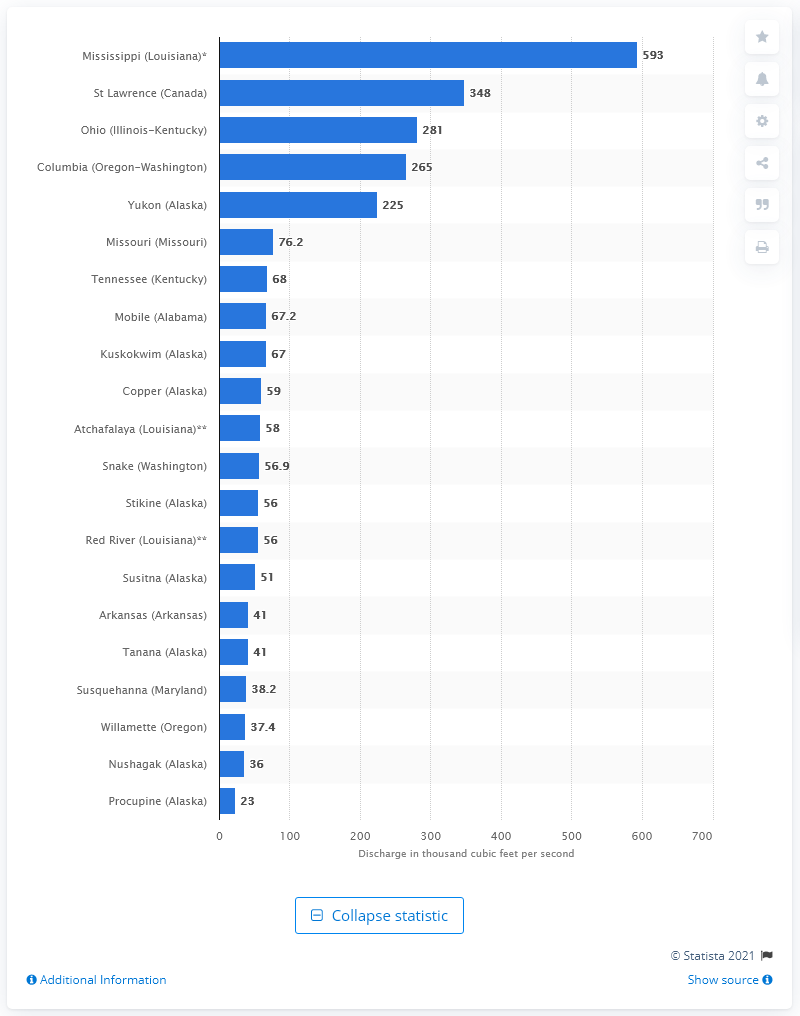 Mississippi (Louisiana)* 593
St Lawrence (Canada) 348
Ohio (Illinois-Kentucky) 281
Columbia (Oregon-Washington) 265
Yukon (Alaska) 225
Missouri (Missouri) 76.2
Tennessee (Kentucky) 68
Mobile (Alabama) 67.2
Kuskokwim (Alaska) 67
Copper (Alaska) 59
Atchafalaya (Louisiana)** 58
Snake (Washington) 56.9
Stikine (Alaska) 56
Red River (Louisiana)** 56
Susitna (Alaska) 51
Arkansas (Arkansas) 41
Tanana (Alaska) 41
Susquehanna (Maryland) 38.2
Willamette (Oregon) 37.4
Nushagak (Alaska) 36
Procupine (Alaska) 23
0 100 200 300 400 500 600 700
Discharge in thousand cubic feet per second
Collapse statistic
© Statista 2021
Additional Information Show source